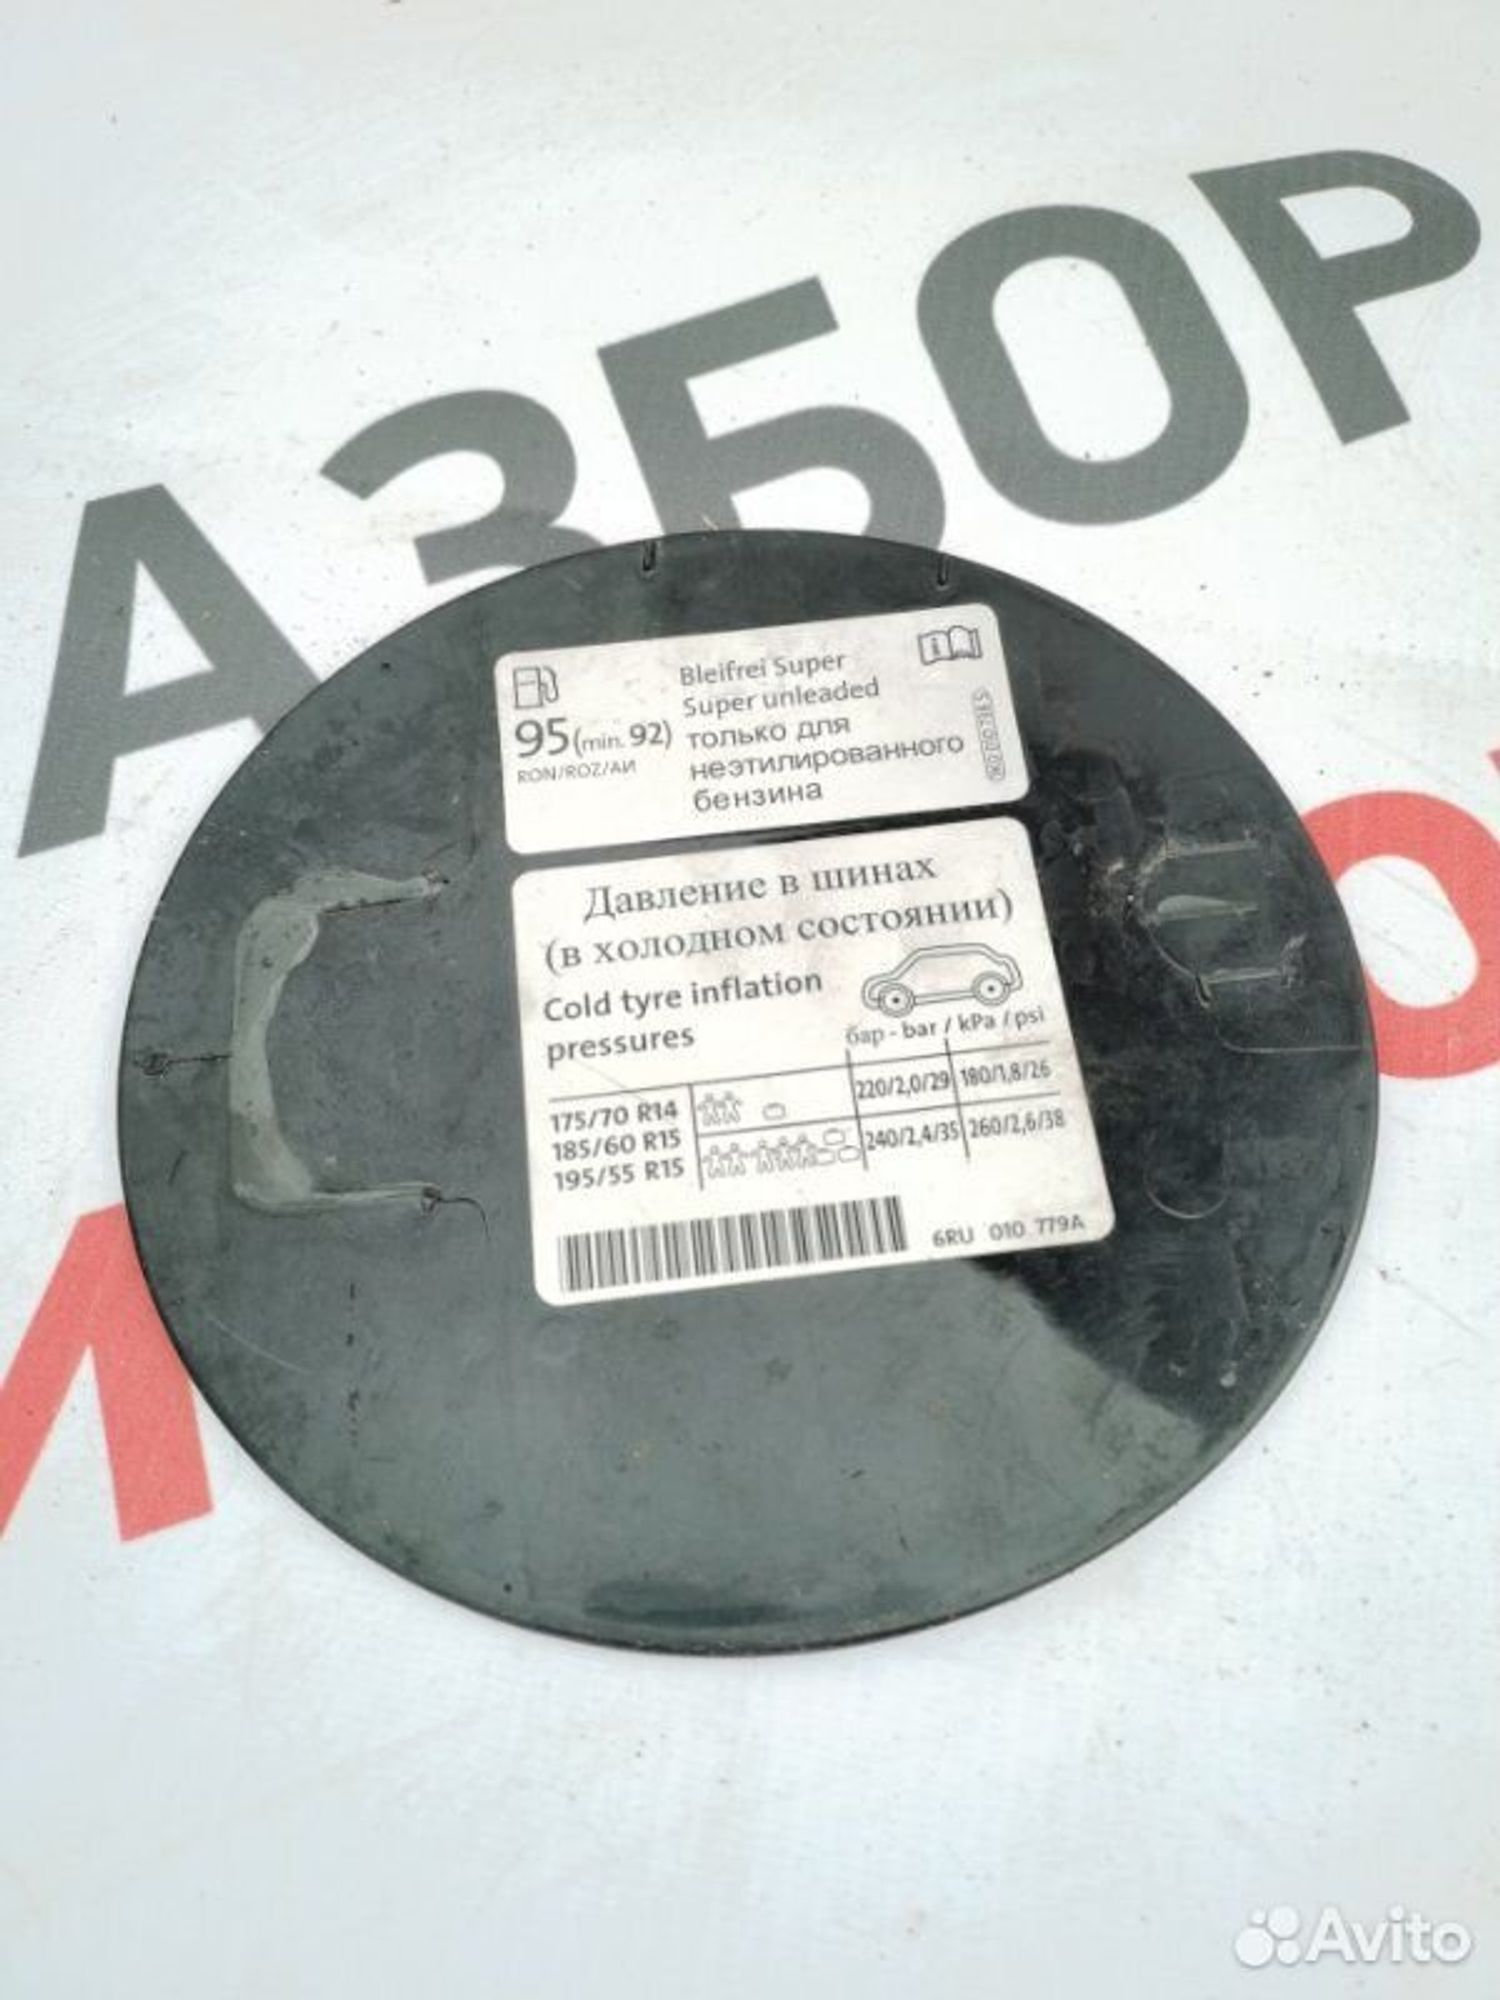 АЗБОР
Bleifrei Super
Super unleaded
95 (min. 92)
только для
RON/ROZ/АИ
неэтилированного
бензина
Давление в шинах
(в холодном состоянии)
Cold tyre inflation
pressures
бар - bar / kPa / psi
175/70 R14
185/60 R15
195/55 R15
220/2,0/29 180/1,8/26
240/2,4/35 260/2,6/38
6RU 010 779A
Avito